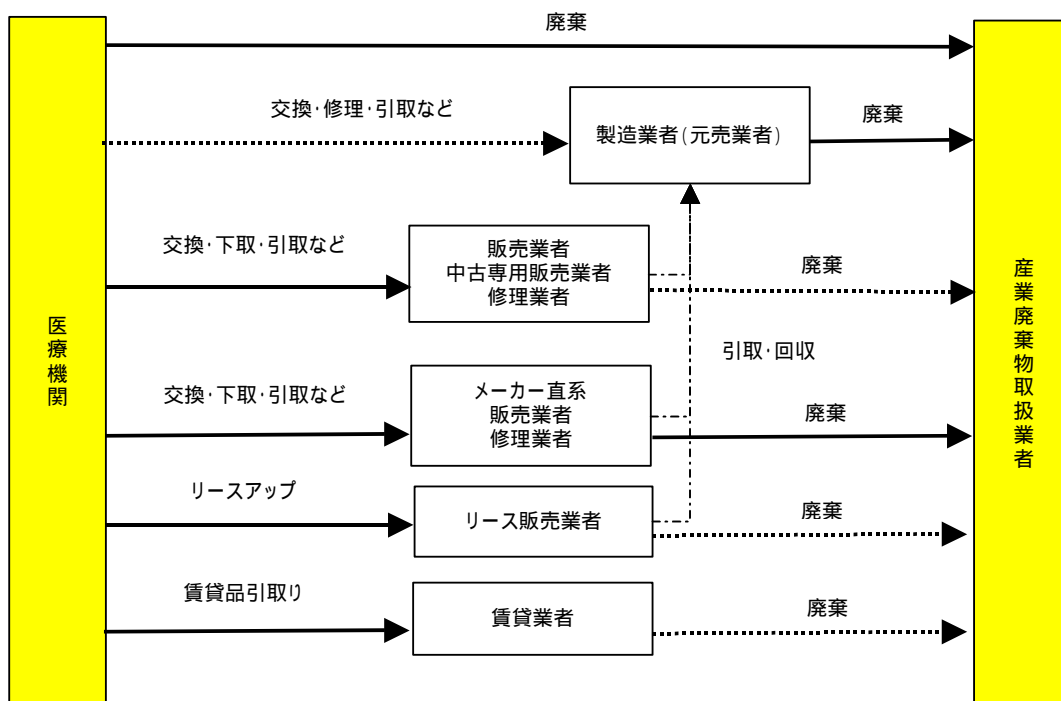 廃棄
交換・修理・引取など
製造業者(元売業者)
廃棄
交換・下取・引取など
販売業者
中古専用販売業者
修理業者
廃棄
医療機関
産業廃棄物取扱業者
引取・回収
交換・下取・引取など
メーカー直系
販売業者
修理業者
廃棄
リースアップ
リース販売業者
廃棄
賃貸品引取り
賃貸業者
廃棄